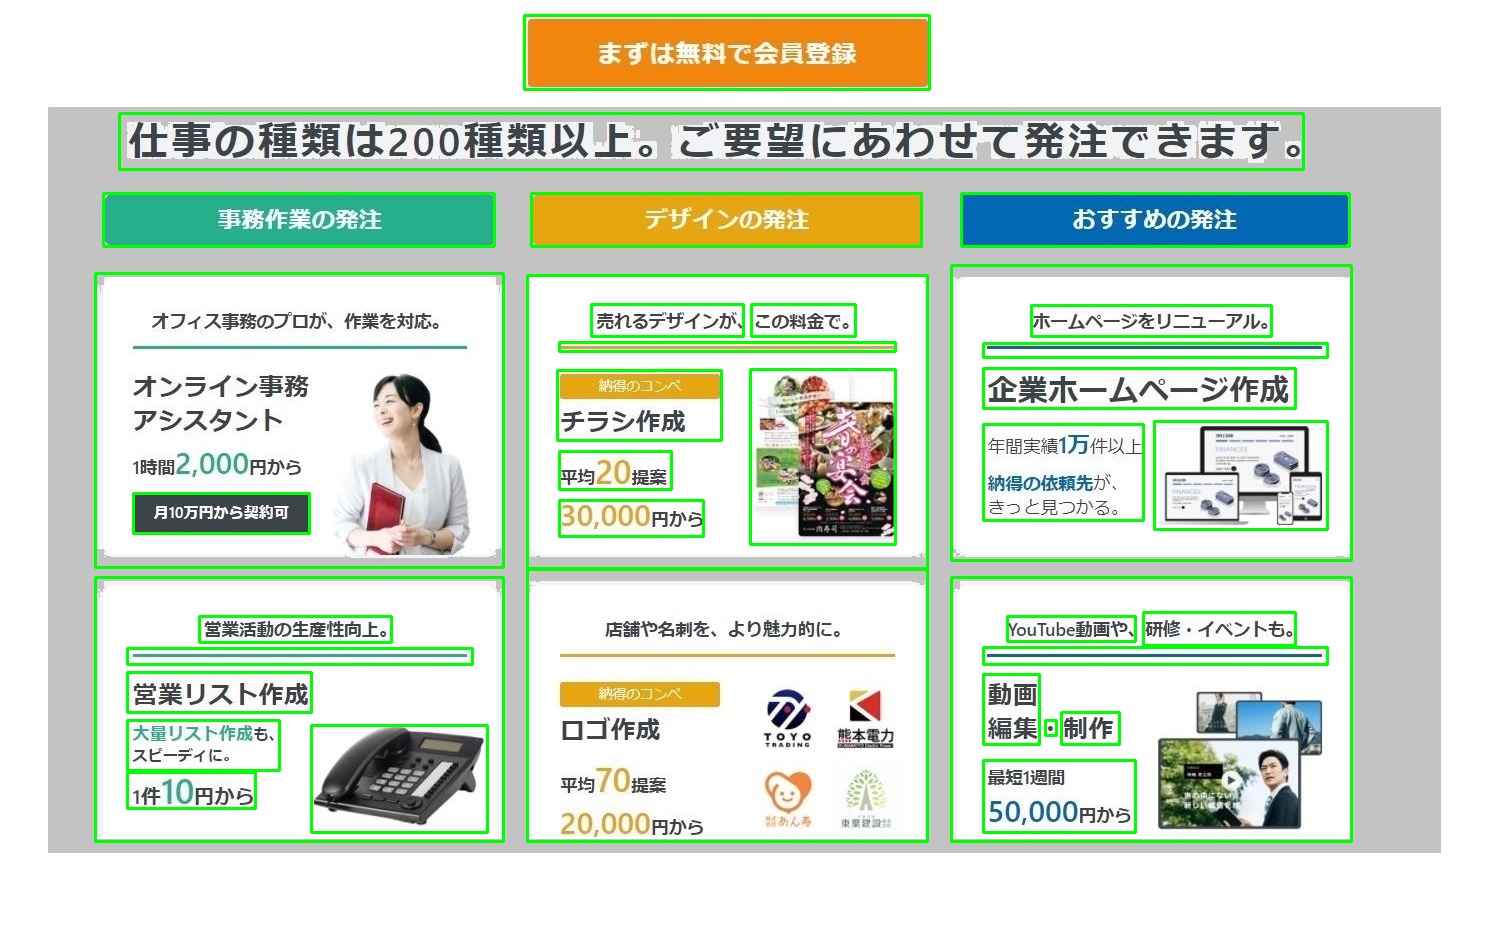 まずは無料で会員登録
仕事の種類は200種類以上。ご要望にあわせて発注できます。
事務作業の発注
デザインの発注
おすすめの発注
オフィス事務のプロが、作業を対応。
オンライン事務
アシスタント
1時間2,000円から
月10万円から契約可
売れるデザインが、この料金で。
納得のコンペ
チラシ作成
平均20提案
30,000円から
春の宴会
肉寿司
ホームページをリニューアル。
企業ホームページ作成
年間実績1万件以上
納得の依頼先が、
きっと見つかる。
FINANCES
FINANCES
営業活動の生産性向上。
営業リスト作成
大量リスト作成も、
スピーディに。
1件10円から
店舗や名刺を、より魅力的に。
納得のコンペ
ロゴ作成
平均70提案
20,000円から
TOYO
TRADING
熊本電力
あん寿
東葉建設
YouTube動画や、研修・イベントも。
動画
編集・制作
最短1週間
50,000円から